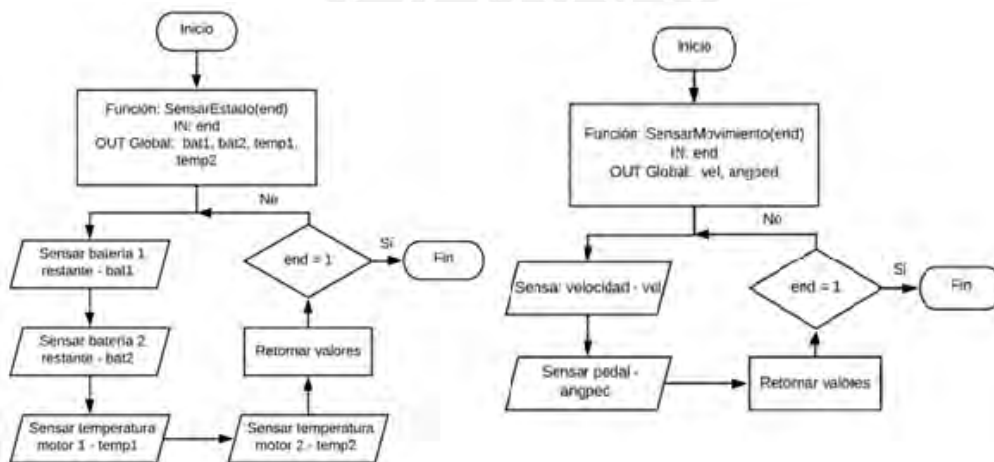 Inicio
Función: SensarEstado(end)
IN: end
OUT Global: bat1, bat2, temp1,
temp2
No
Sensar batería 1
restante - bat1
end = 1
Sí
Fin
Sensar batería 2
restante - bat2
Retornar valores
Sensar temperatura
motor 1 - temp1
Sensar temperatura
motor 2 - temp2
Inicio
Función: SensarMovimiento(end)
IN: end
OUT Global: vel, angped
No
Sensar velocidad - vel
end = 1
Sí
Fin
Sensar pedal -
angpec
Retornar valores